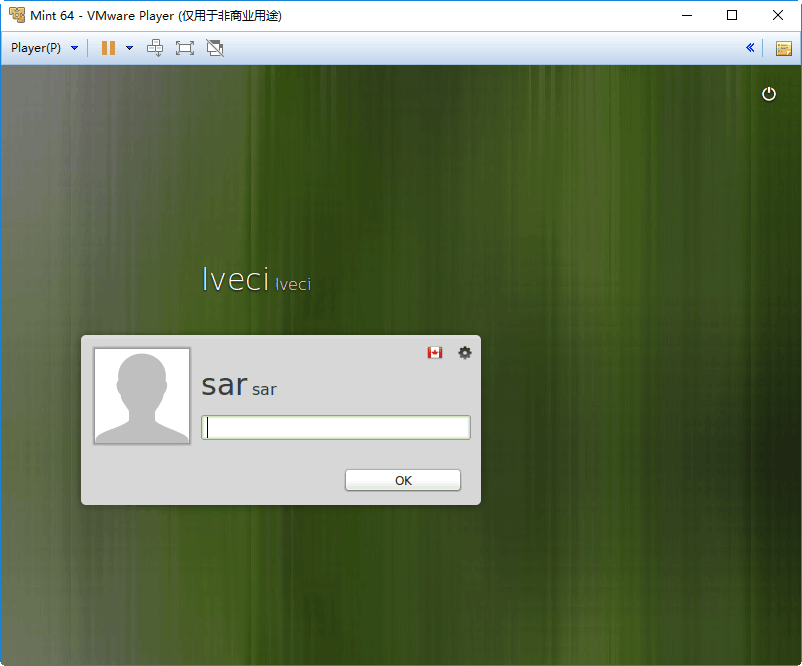 Mint 64 - VMware Player (仅用于非商业用途)
Player(P)
lveci lveci
sar sar
OK